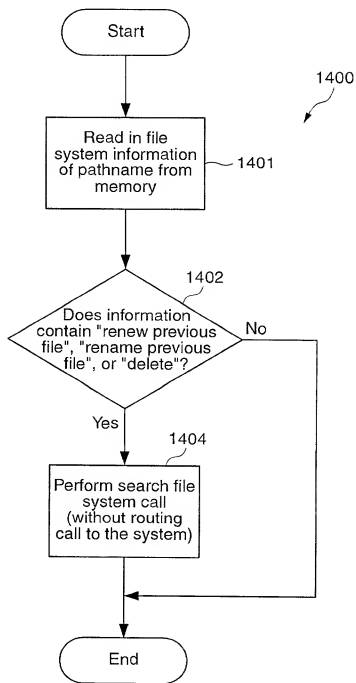 Start
1400
Read in file
system information
of pathname from
memory
1401
1402
Does information
contain "renew previous
file", "rename previous
file", or "delete"?
No
Yes
1404
Perform search file
system call
(without routing
call to the system)
End